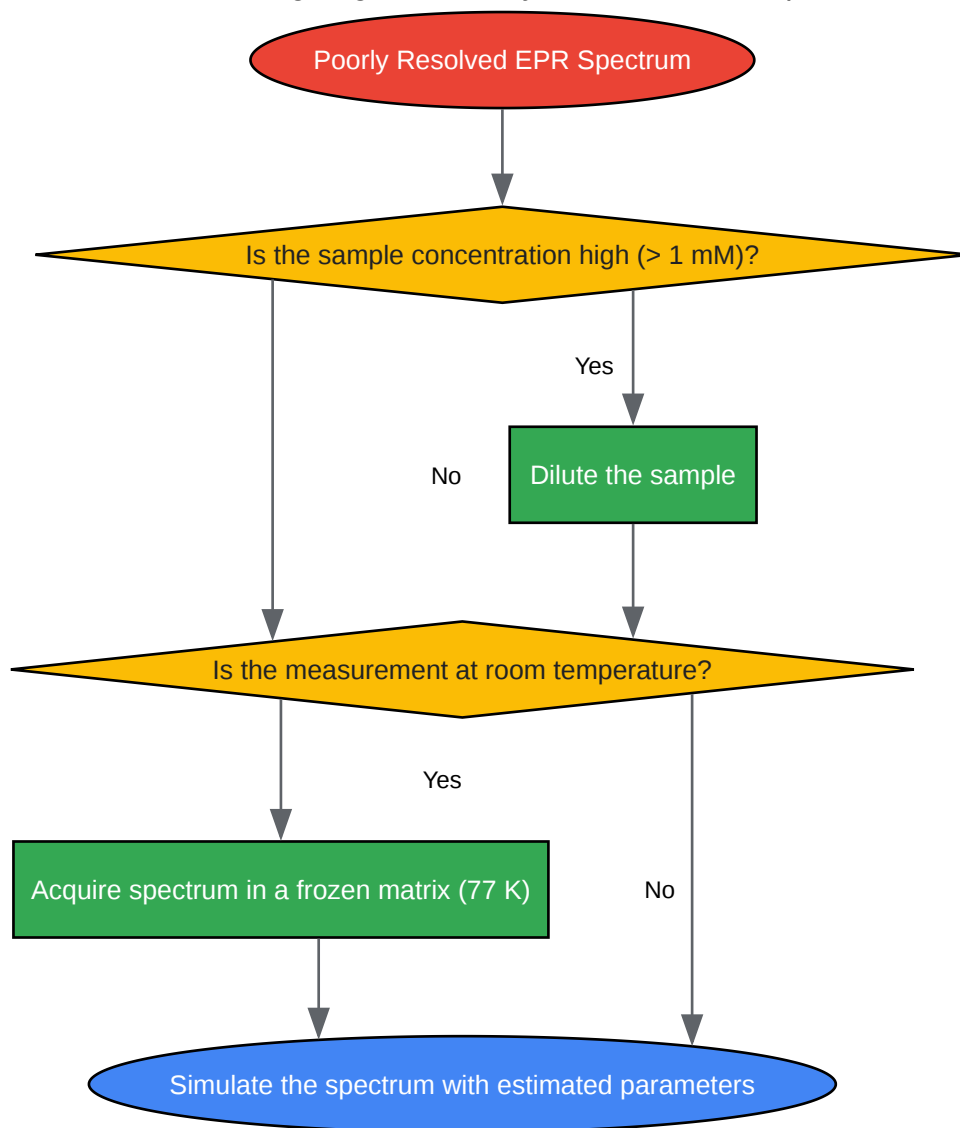 Poorly Resolved EPR Spectrum
Is the sample concentration high (> 1 mM)?
Yes
No
Dilute the sample
Is the measurement at room temperature?
Yes
Acquire spectrum in a frozen matrix (77 K)
No
Simulate the spectrum with estimated parameters